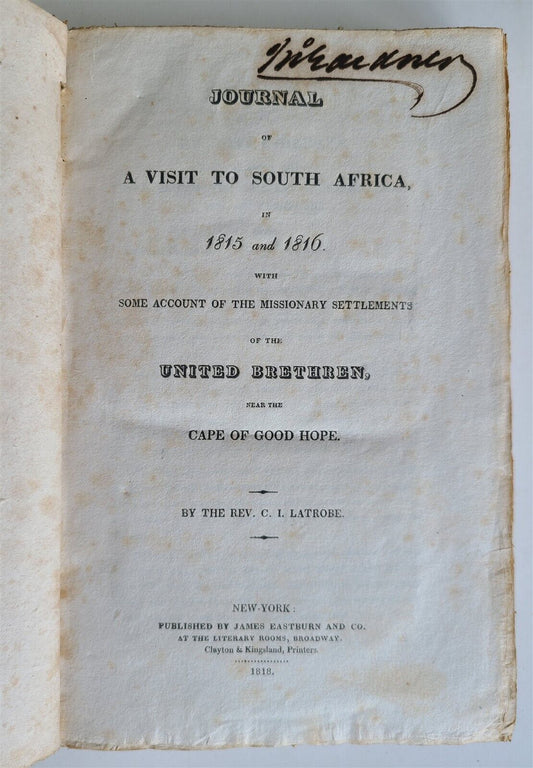 JOURNAL
OF
A VISIT TO SOUTH AFRICA,
IN
1815 and 1816.
WITH
SOME ACCOUNT OF THE MISSIONARY SETTLEMENTS
OF THE
UNITED BRETHREN,
NEAR THE
CAPE OF GOOD HOPE.
BY THE REV. C. I. LATROBE.
NEW-YORK:
PUBLISHED BY JAMES EASTBURN AND CO.
AT THE LITERARY ROOMS, BROADWAY.
Clayton & Kingsland, Printers.
1818.